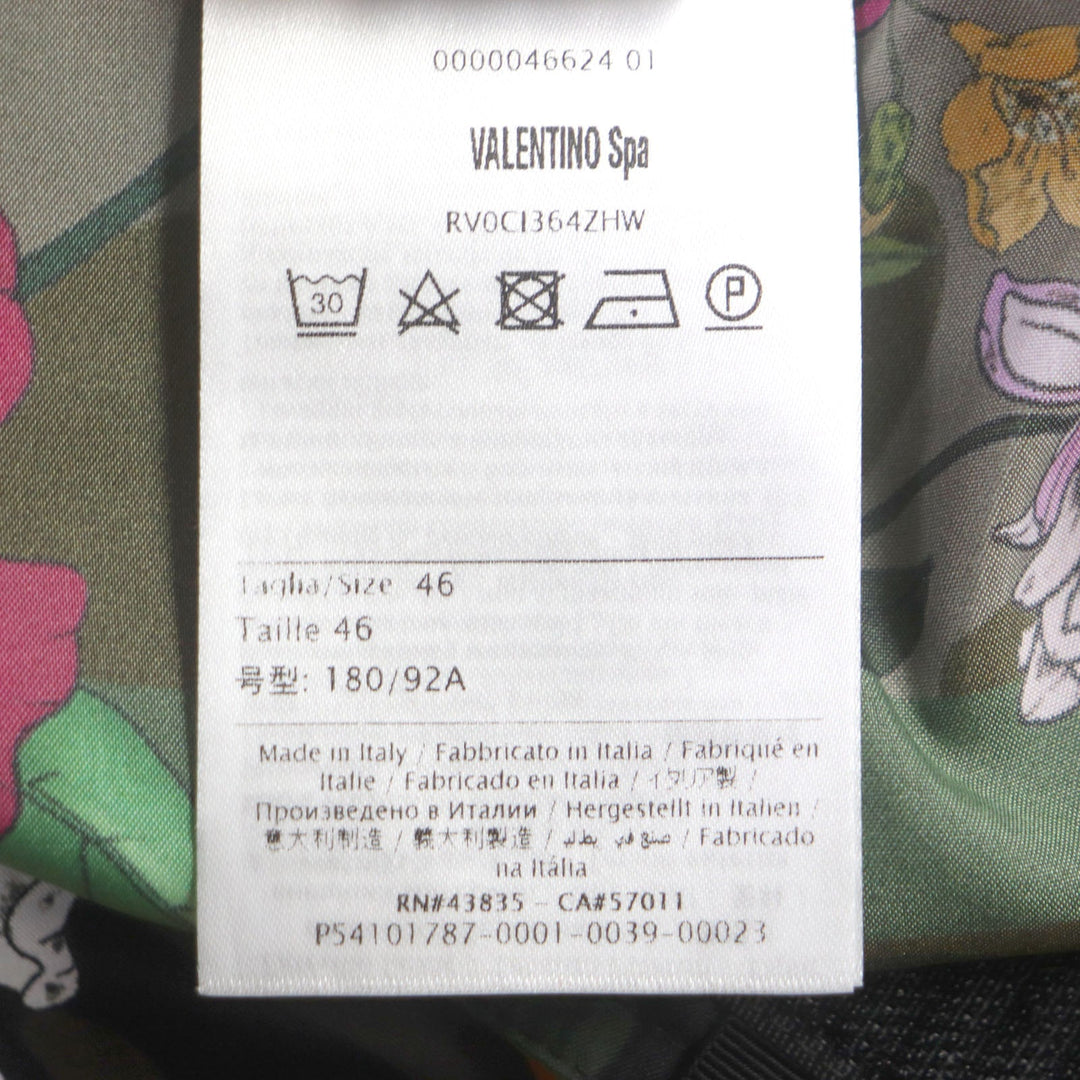 0000046624 01
VALENTINO Spa
RV0CI364ZHW
30 P
Taglia/Size 46
Taille 46
号型: 180/92A
Made in Italy / Fabbricato in Italia / Fabriqué en
Italie / Fabricado en Italia / イタリア製 /
Произведено в Италии / Hergestellt in Italien /
意大利制造 / 義大利製造 / صنع في / Fabricado
na Itália
RN#43835 - CA#57011
P54101787-0001-0039-00023